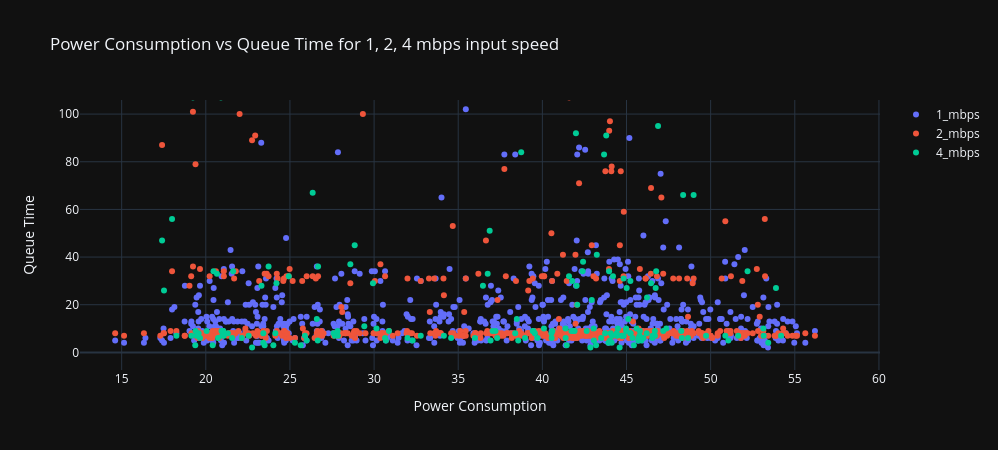 Power Consumption vs Queue Time for 1, 2, 4 mbps input speed
100
80
60
40
20
0
Queue Time
15 20 25 30 35 40 45 50 55 60
Power Consumption
1_mbps
2_mbps
4_mbps